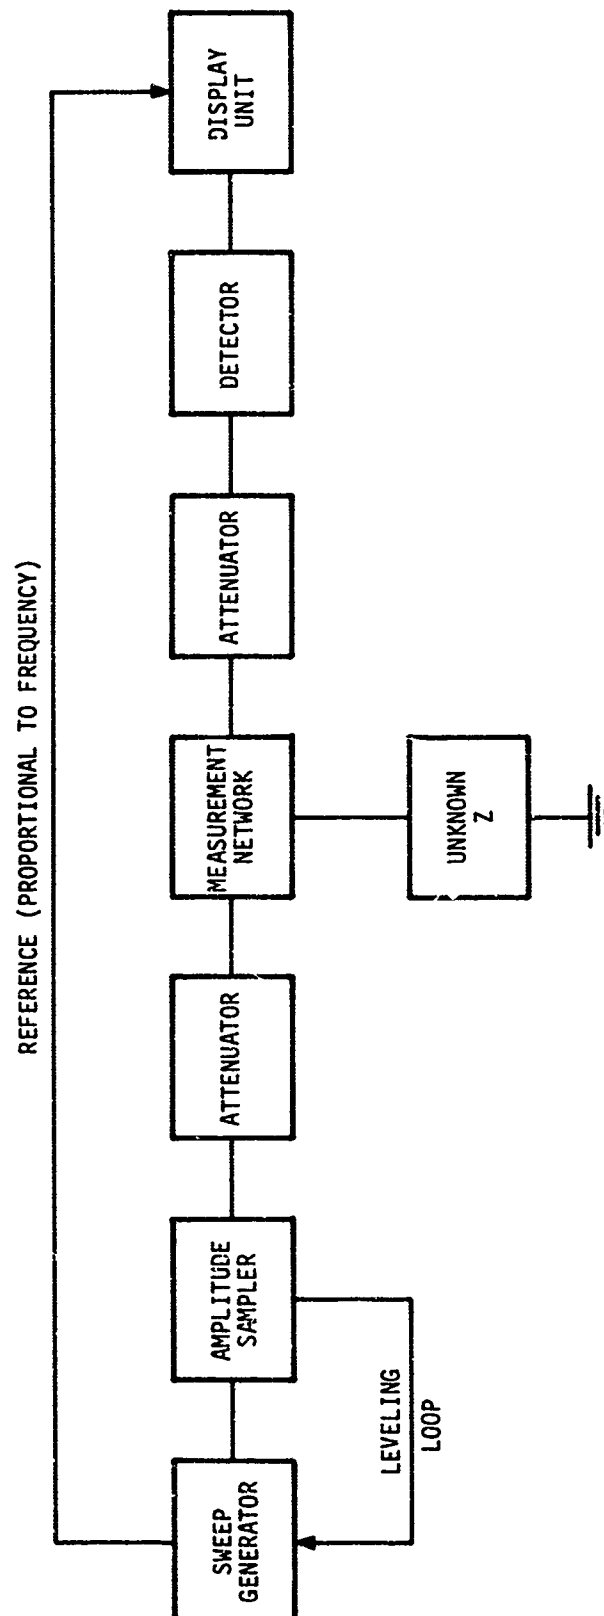 REFERENCE (PROPORTIONAL TO FREQUENCY)
SWEEP
GENERATOR
AMPLITUDE
SAMPLER
ATTENUATOR
MEASUREMENT
NETWORK
ATTENUATOR
DETECTOR
DISPLAY
UNIT
LEVELING
LOOP
UNKNOWN
Z